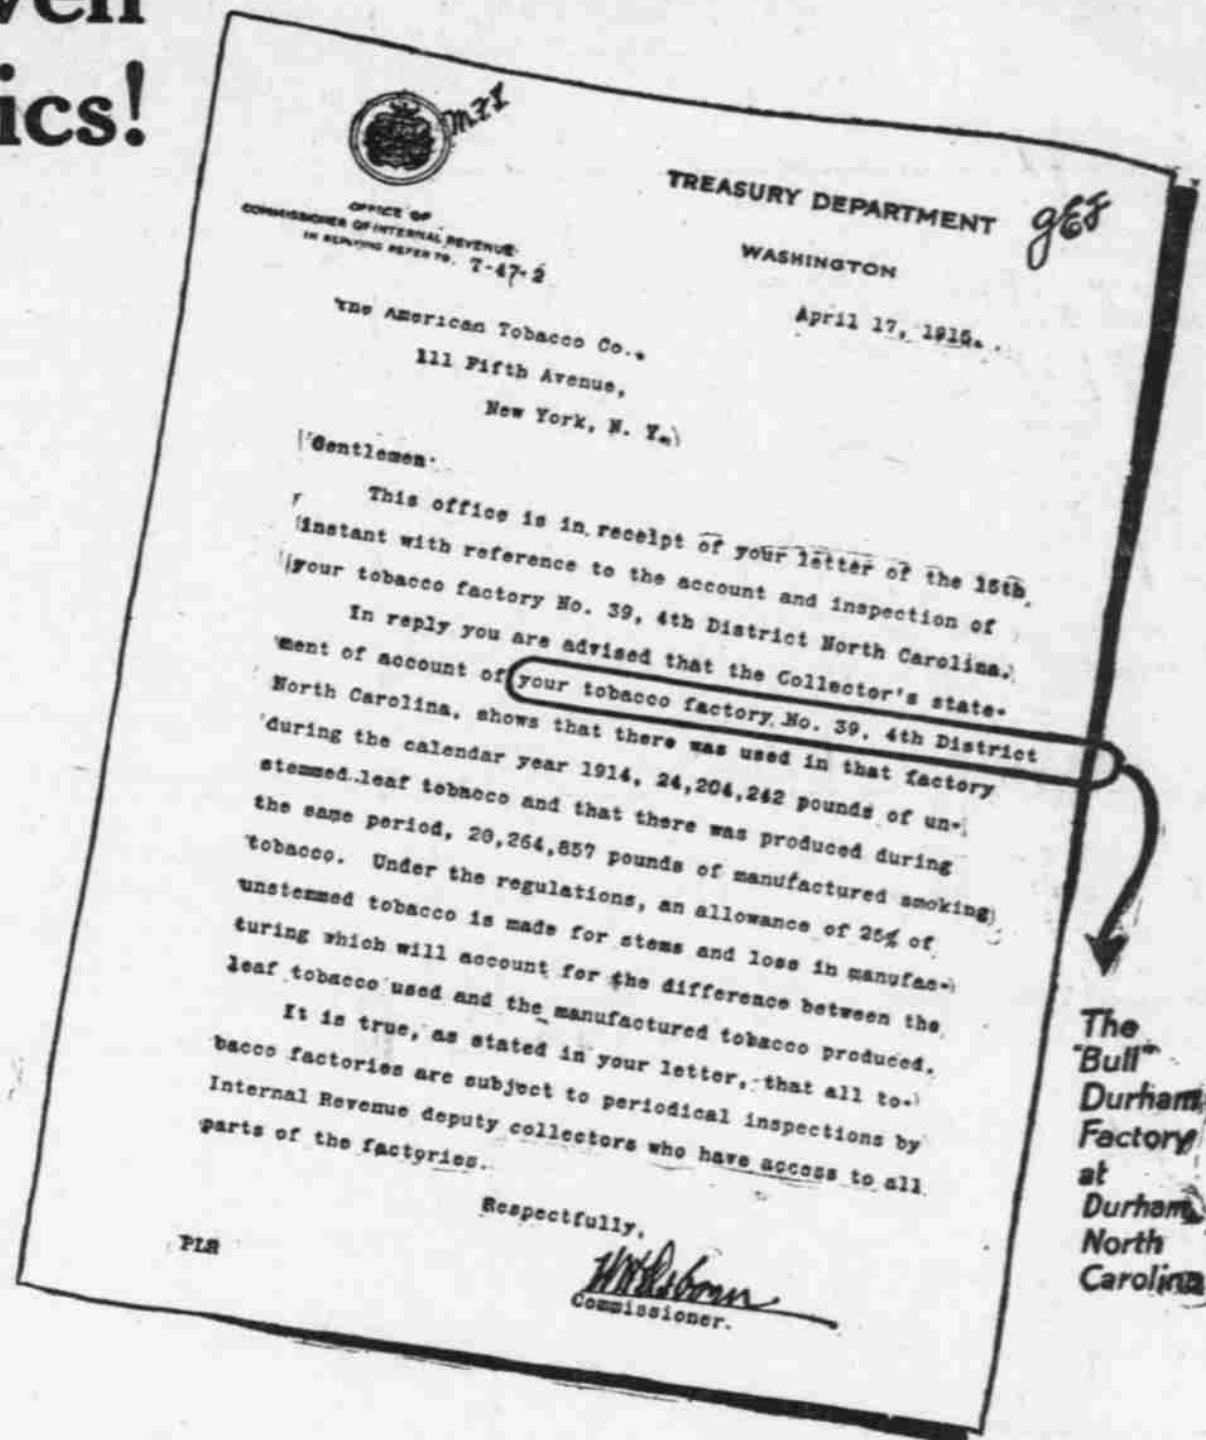 ven
ics!
TREASURY DEPARTMENT
WASHINGTON
OFFICE OF
COMMISSIONER OF INTERNAL REVENUE
IN REPLYING REFER TO. 7-47-2
April 17, 1915.
The American Tobacco Co.,
111 Fifth Avenue,
New York, N. Y.
Gentlemen:
This office is in receipt of your letter of the 15th
instant with reference to the account and inspection of
your tobacco factory No. 39, 4th District North Carolina.
In reply you are advised that the Collector's state-
ment of account of your tobacco factory No. 39, 4th District
North Carolina, shows that there was used in that factory
during the calendar year 1914, 24,204,242 pounds of un-
stemmed leaf tobacco and that there was produced during
the same period, 20,264,857 pounds of manufactured smoking
tobacco. Under the regulations, an allowance of 25% of
unstemmed tobacco is made for stems and loss in manufac-
turing which will account for the difference between the
leaf tobacco used and the manufactured tobacco produced.
It is true, as stated in your letter, that all to-
bacco factories are subject to periodical inspections by
Internal Revenue deputy collectors who have access to all
parts of the factories.
Respectfully,
PLR
WH Osborn
Commissioner.
The
"Bull"
Durham
Factory
at
Durham,
North
Carolina